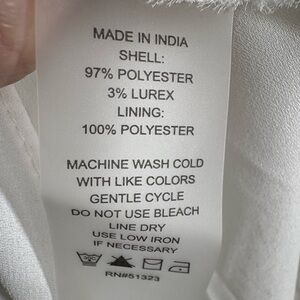 MADE IN INDIA
SHELL:
97% POLYESTER
3% LUREX
LINING:
100% POLYESTER
MACHINE WASH COLD
WITH LIKE COLORS
GENTLE CYCLE
DO NOT USE BLEACH
LINE DRY
USE LOW IRON
IF NECESSARY
RN#51323